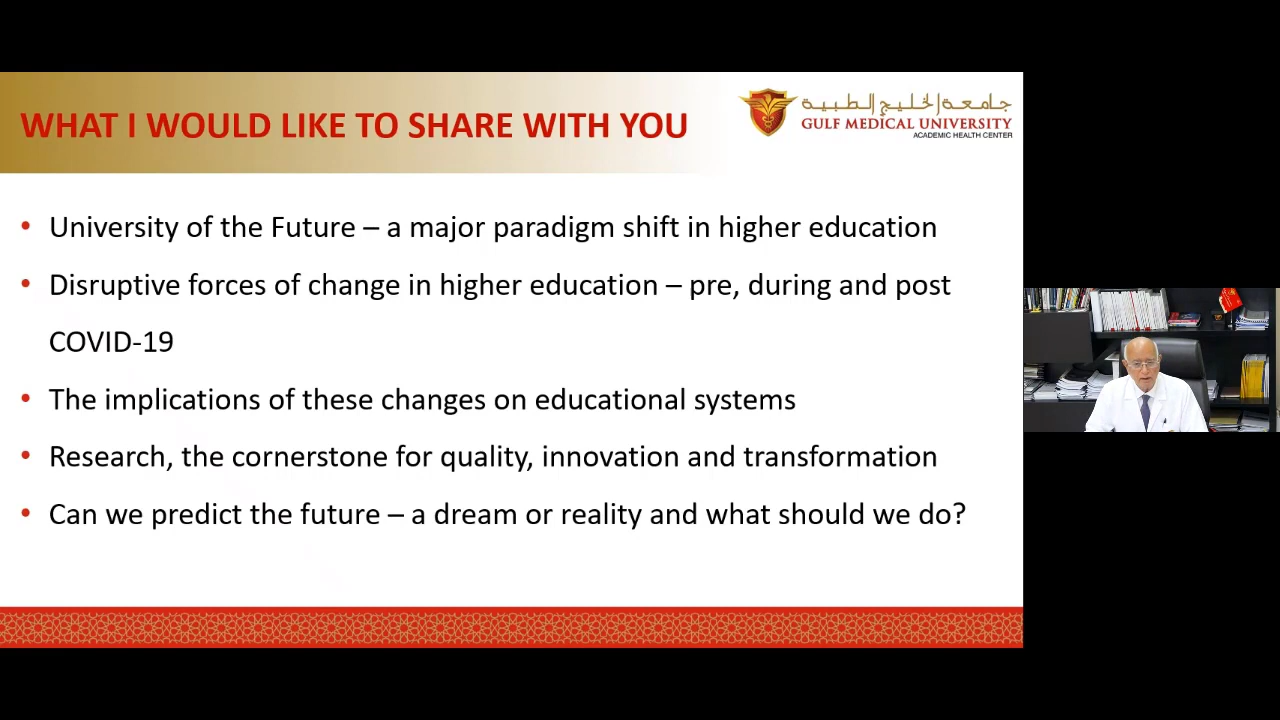 WHAT I WOULD LIKE TO SHARE WITH YOU
جامعة الخليج الطبية
GULF MEDICAL UNIVERSITY
ACADEMIC HEALTH CENTER
• University of the Future – a major paradigm shift in higher education
• Disruptive forces of change in higher education – pre, during and post
COVID-19
• The implications of these changes on educational systems
• Research, the cornerstone for quality, innovation and transformation
• Can we predict the future – a dream or reality and what should we do?